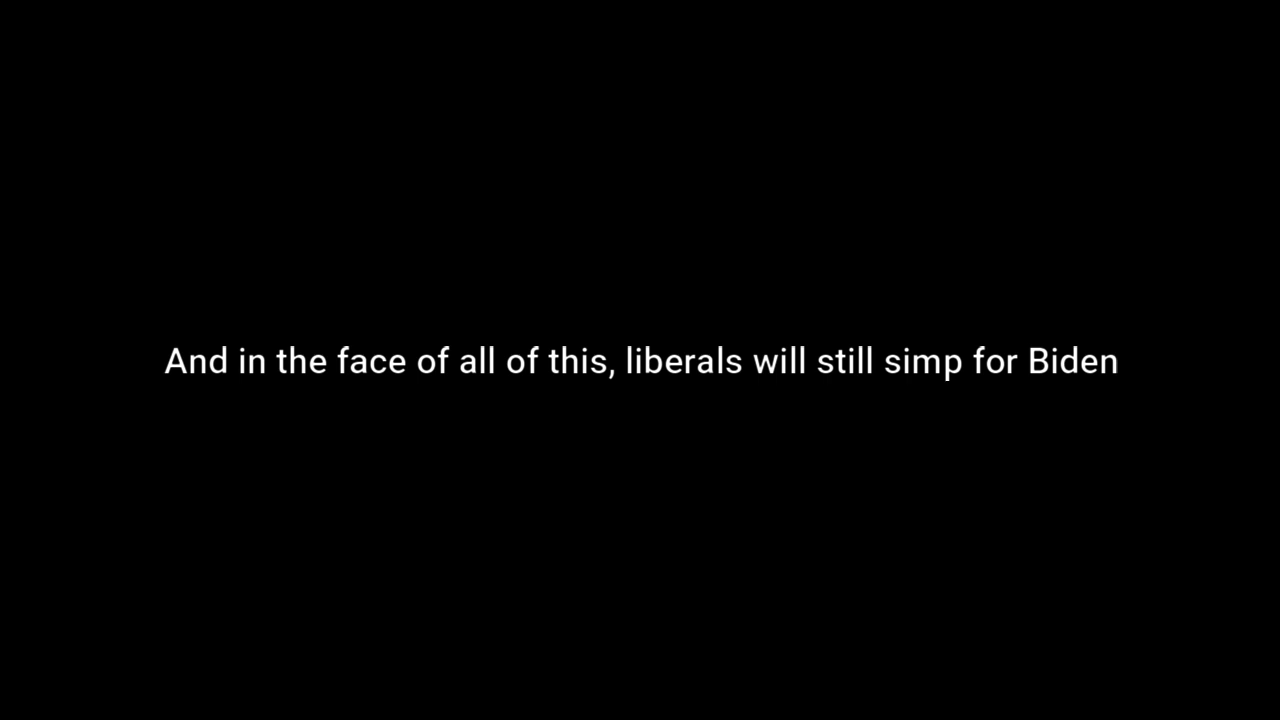 And in the face of all of this, liberals will still simp for Biden